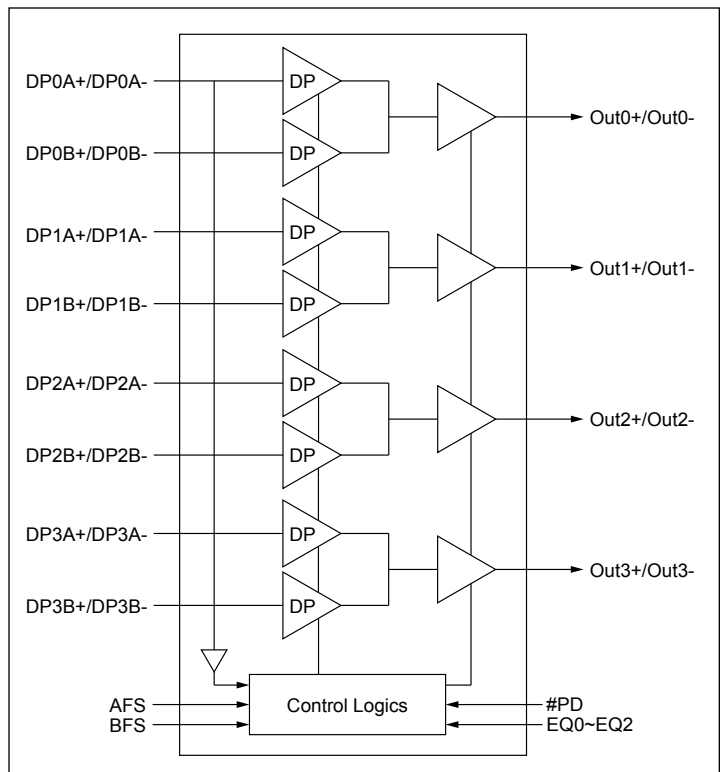 DP0A+/DP0A-
DP
Out0+/Out0-
DP0B+/DP0B-
DP
DP1A+/DP1A-
DP
Out1+/Out1-
DP1B+/DP1B-
DP
DP2A+/DP2A-
DP
Out2+/Out2-
DP2B+/DP2B-
DP
DP3A+/DP3A-
DP
Out3+/Out3-
DP3B+/DP3B-
DP
AFS
Control Logics
#PD
BFS
EQ0~EQ2